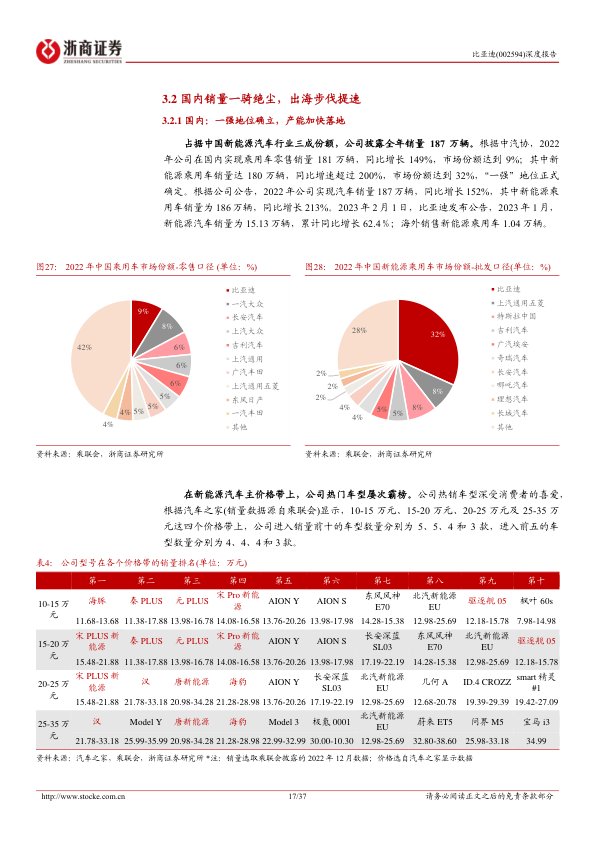 浙商证券
ZHESHANG SECURITIES
比亚迪(002594)深度报告
3.2 国内销量一骑绝尘，出海步伐提速
3.2.1 国内：一强地位确立，产能加快落地
占据中国新能源汽车行业三成份额，公司披露全年销量 187 万辆。根据中汽协，2022
年公司在国内实现乘用车零售销量 181 万辆，同比增长 149%，市场份额达到 9%；其中新
能源乘用车销量达 180 万辆，同比增速超过 200%，市场份额达到 32%，“一强”地位正式
确定。根据公司公告，2022 年公司实现汽车销量 187 万辆，同比增长 152%，其中新能源乘
用车销量为 186 万辆，同比增长 213%。2023 年 2 月 1 日，比亚迪发布公告，2023 年 1 月，
新能源汽车销量为 15.13 万辆，累计同比增长 62.4%；海外销售新能源乘用车 1.04 万辆。
图27： 2022 年中国乘用车市场份额-零售口径 (单位：%)
9%
8%
6%
6%
6%
5%
5%
5%
4%
4%
42%
比亚迪
一汽大众
长安汽车
上汽大众
吉利汽车
上汽通用
广汽丰田
上汽通用五菱
东风日产
一汽丰田
其他
资料来源：乘联会，浙商证券研究所
图28： 2022 年中国新能源乘用车市场份额-批发口径(单位：%)
32%
8%
8%
5%
5%
4%
4%
2%
2%
2%
28%
比亚迪
上汽通用五菱
特斯拉中国
吉利汽车
广汽埃安
奇瑞汽车
长安汽车
哪吒汽车
理想汽车
长城汽车
其他
资料来源：乘联会，浙商证券研究所
在新能源汽车主价格带上，公司热门车型屡次霸榜。公司热销车型深受消费者的喜爱，
根据汽车之家(销量数据源自乘联会)显示，10-15 万元、15-20 万元、20-25 万元及 25-35 万
元这四个价格带上，公司进入销量前十的车型数量分别为 5、5、4 和 3 款，进入前五的车
型数量分别为 4、4、4 和 3 款。
表4： 公司型号在各个价格带的销量排名(单位：万元)
第一 第二 第三 第四 第五 第六 第七 第八 第九 第十
10-15 万元 海豚 秦 PLUS 元 PLUS 宋 Pro 新能源 AION Y AION S 东风风神 E70 北汽新能源 EU 驱逐舰 05 枫叶 60s
11.68-13.68 11.38-17.88 13.98-16.78 14.08-16.58 13.76-20.26 13.98-17.98 14.28-15.38 12.98-25.69 12.18-15.78 7.98-14.98
15-20 万元 宋 PLUS 新能源 秦 PLUS 元 PLUS 宋 Pro 新能源 AION Y AION S 长安深蓝 SL03 东风风神 E70 北汽新能源 EU 驱逐舰 05
15.48-21.88 11.38-17.88 13.98-16.78 14.08-16.58 13.76-20.26 13.98-17.98 17.19-22.19 14.28-15.38 12.98-25.69 12.18-15.78
20-25 万元 宋 PLUS 新能源 汉 唐新能源 海豹 AION Y 长安深蓝 SL03 北汽新能源 EU 几何 A ID.4 CROZZ smart 精灵 #1
15.48-21.88 21.78-33.18 20.98-34.28 21.28-28.98 13.76-20.26 17.19-22.19 12.98-25.69 12.68-20.78 19.39-29.39 19.42-27.09
25-35 万元 汉 Model Y 唐新能源 海豹 Model 3 极氪 0001 北汽新能源 EU 蔚来 ET5 问界 M5 宝马 i3
21.78-33.18 25.99-35.99 20.98-34.28 21.28-28.98 22.99-32.99 30.00-10.30 12.98-25.69 32.80-38.60 25.98-33.18 34.99
资料来源：汽车之家，乘联会，浙商证券研究所 *注：销量选取乘联会披露的 2022 年 12 月数据；价格选自汽车之家显示数据
http://www.stocke.com.cn
17/37
请务必阅读正文之后的免责条款部分